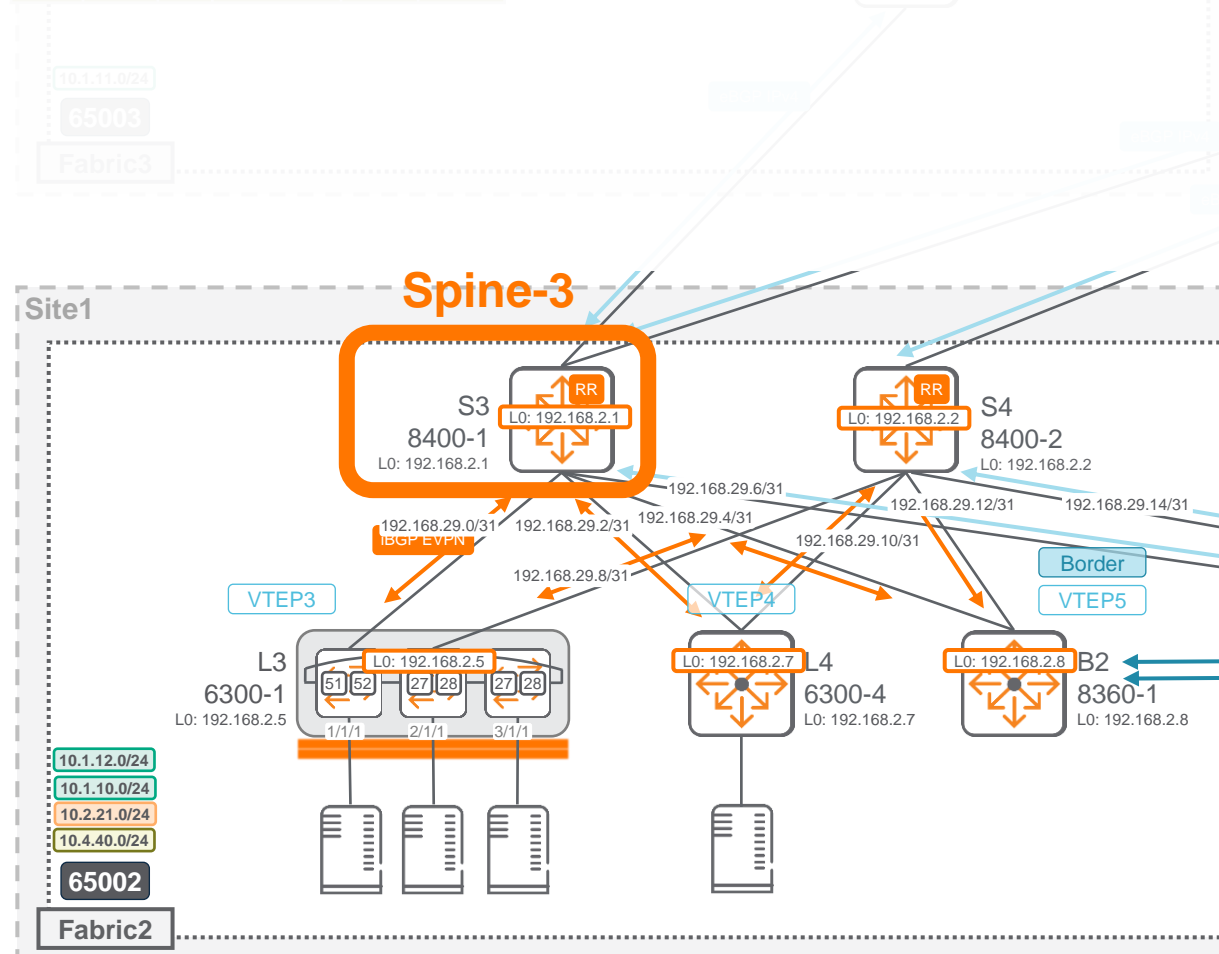 10.1.11.0/24
65003
Fabric3
Site1
Spine-3
RR
L0: 192.168.2.1
S3
8400-1
L0: 192.168.2.1
RR
L0: 192.168.2.2
S4
8400-2
L0: 192.168.2.2
192.168.29.6/31
192.168.29.12/31
192.168.29.14/31
192.168.29.0/31
192.168.29.2/31
192.168.29.4/31
IBGP EVPN
192.168.29.10/31
192.168.29.8/31
Border
VTEP3
VTEP4
VTEP5
L3
6300-1
L0: 192.168.2.5
L0: 192.168.2.5
51 52
27 28
27 28
1/1/1
2/1/1
3/1/1
L0: 192.168.2.7
L4
6300-4
L0: 192.168.2.7
L0: 192.168.2.8
B2
8360-1
L0: 192.168.2.8
10.1.12.0/24
10.1.10.0/24
10.2.21.0/24
10.4.40.0/24
65002
Fabric2